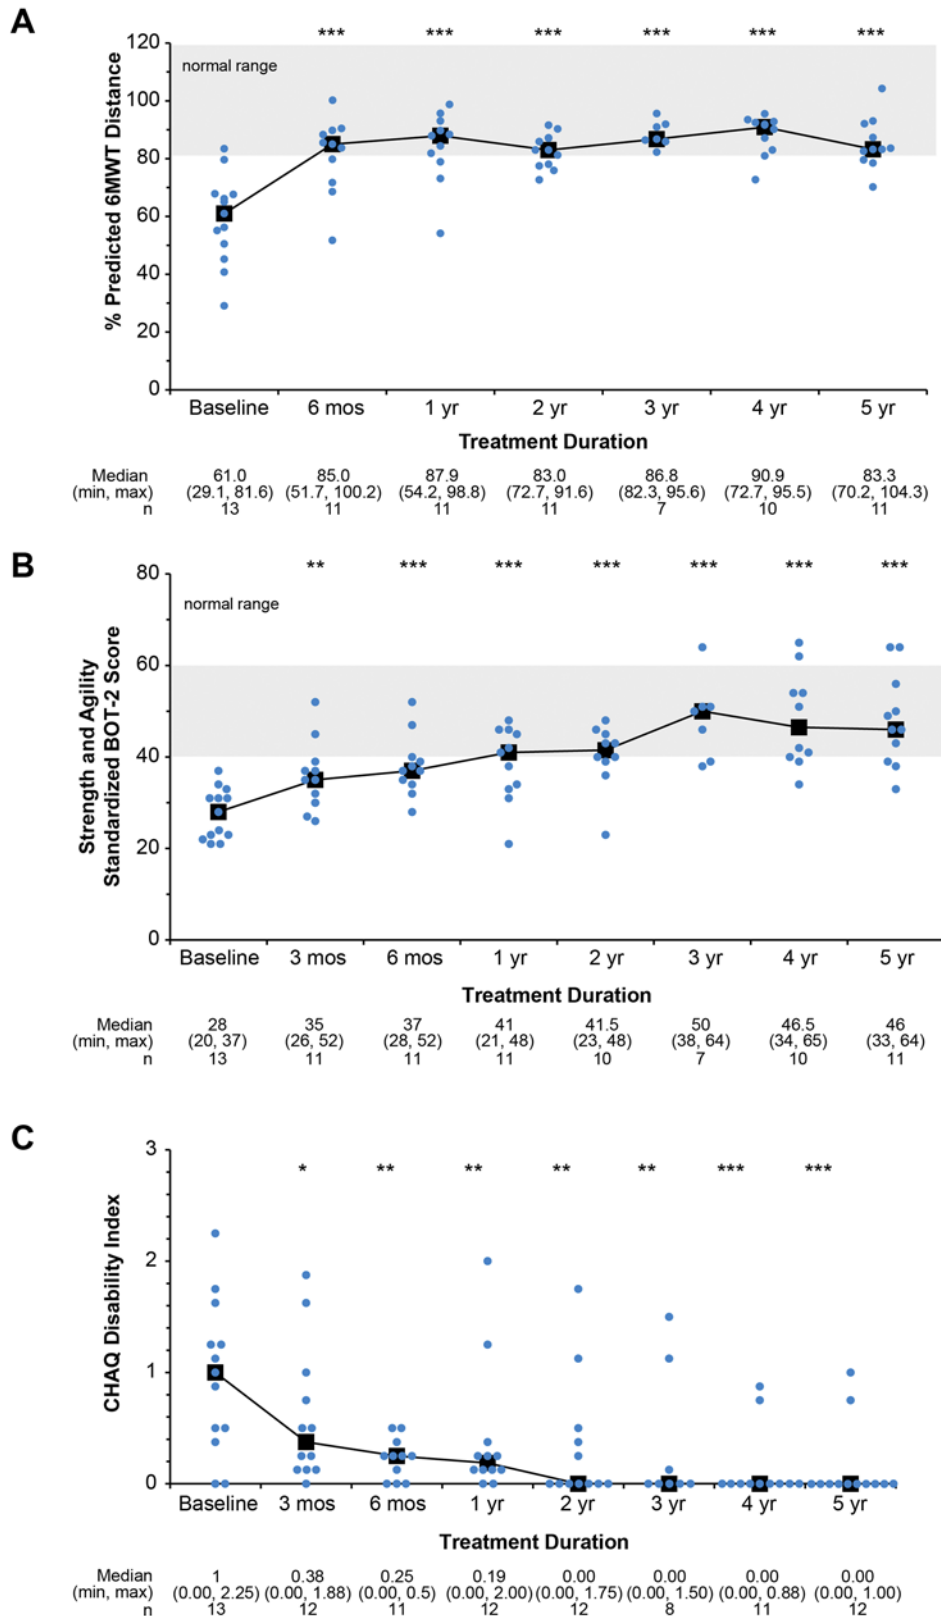 A
*** *** *** *** *** ***
120
normal range
100
80
60
40
20
0
% Predicted 6MWT Distance
Baseline 6 mos 1 yr 2 yr 3 yr 4 yr 5 yr
Treatment Duration
Median 61.0 85.0 87.9 83.0 86.8 90.9 83.3
(min, max) (29.1, 81.6) (51.7, 100.2) (54.2, 98.8) (72.7, 91.6) (82.3, 95.6) (72.7, 95.5) (70.2, 104.3)
n 13 11 11 11 7 10 11
B
** *** *** *** *** *** ***
80
normal range
60
40
20
0
Strength and Agility
Standardized BOT-2 Score
Baseline 3 mos 6 mos 1 yr 2 yr 3 yr 4 yr 5 yr
Treatment Duration
Median 28 35 37 41 41.5 50 46.5 46
(min, max) (20, 37) (26, 52) (28, 52) (21, 48) (23, 48) (38, 64) (34, 65) (33, 64)
n 13 11 11 11 10 7 10 11
C
3
* ** ** ** ** *** ***
2
1
0
CHAQ Disability Index
Baseline 3 mos 6 mos 1 yr 2 yr 3 yr 4 yr 5 yr
Treatment Duration
Median 1 0.38 0.25 0.19 0.00 0.00 0.00 0.00
(min, max) (0.00, 2.25) (0.00, 1.88) (0.00, 0.5) (0.00, 2.00) (0.00, 1.75) (0.00, 1.50) (0.00, 0.88) (0.00, 1.00)
n 13 12 11 12 12 8 11 12